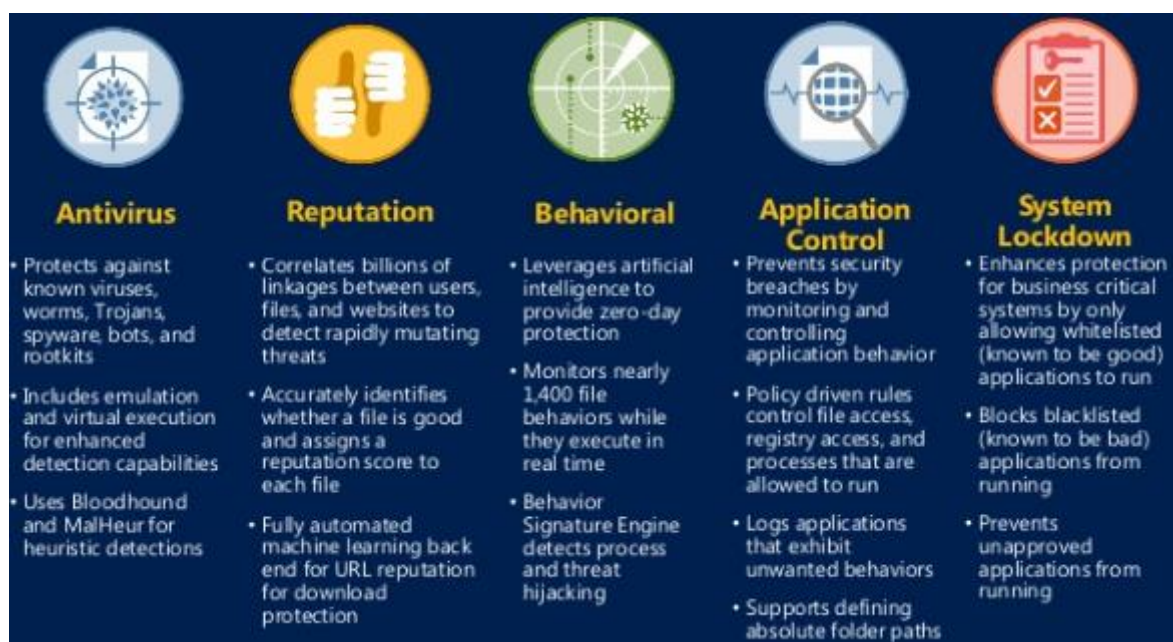 Antivirus
• Protects against
known viruses,
worms, Trojans,
spyware, bots, and
rootkits
• Includes emulation
and virtual execution
for enhanced
detection capabilities
• Uses Bloodhound
and MalHeur for
heuristic detections
Reputation
• Correlates billions of
linkages between users,
files, and websites to
detect rapidly mutating
threats
• Accurately identifies
whether a file is good
and assigns a
reputation score to
each file
• Fully automated
machine learning back
end for URL reputation
for download
protection
Behavioral
• Leverages artificial
intelligence to
provide zero-day
protection
• Monitors nearly
1,400 file
behaviors while
they execute in
real time
• Behavior
Signature Engine
detects process
and threat
hijacking
Application
Control
• Prevents security
breaches by
monitoring and
controlling
application behavior
• Policy driven rules
control file access,
registry access, and
processes that are
allowed to run
• Logs applications
that exhibit
unwanted behaviors
• Supports defining
absolute folder paths
System
Lockdown
• Enhances protection
for business critical
systems by only
allowing whitelisted
(known to be good)
applications to run
• Blocks blacklisted
(known to be bad)
applications from
running
• Prevents
unapproved
applications from
running